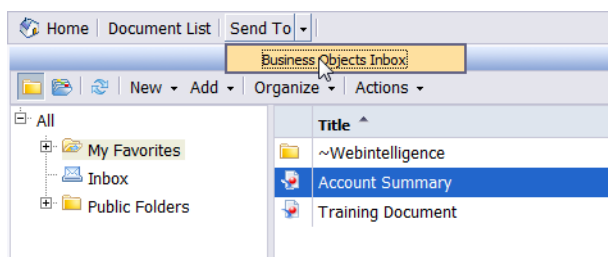 Home Document List Send To
Business Objects Inbox
New Add Organize Actions
All
Title
My Favorites
~Webintelligence
Inbox
Account Summary
Public Folders
Training Document